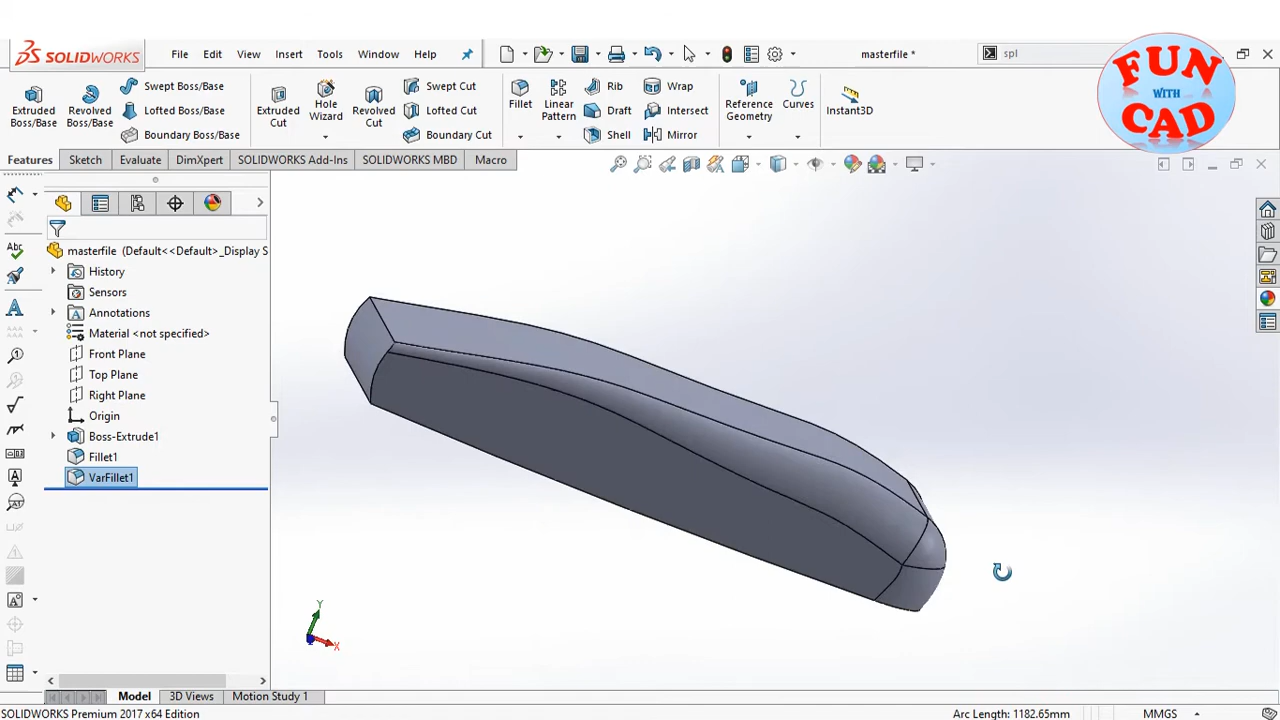 SOLIDWORKS File Edit View Insert Tools Window Help masterfile * spl
FUN
WITH
CAD
Extruded Boss/Base
Revolved Boss/Base
Swept Boss/Base
Lofted Boss/Base
Boundary Boss/Base
Extruded Cut
Hole Wizard
Revolved Cut
Swept Cut
Lofted Cut
Boundary Cut
Fillet
Linear Pattern
Rib
Draft
Shell
Wrap
Intersect
Mirror
Reference Geometry
Curves
Instant3D
Features Sketch Evaluate DimXpert SOLIDWORKS Add-Ins SOLIDWORKS MBD Macro
masterfile (Default<<Default>_Display S
History
Sensors
Annotations
Material <not specified>
Front Plane
Top Plane
Right Plane
Origin
Boss-Extrude1
Fillet1
VarFillet1
Y
X
Model 3D Views Motion Study 1
SOLIDWORKS Premium 2017 x64 Edition Arc Length: 1182.65mm MMGS